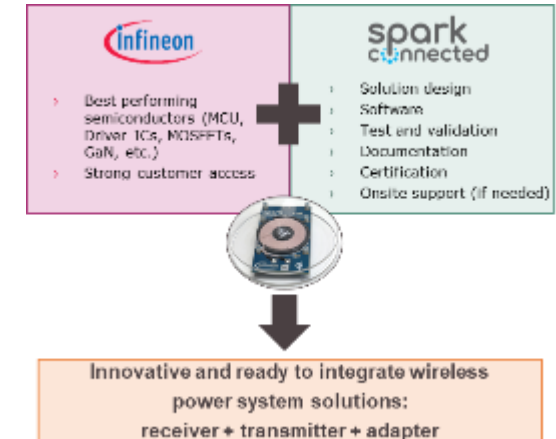 infineon
Best performing
semiconductors (MCU,
Driver ICs, MOSFETs,
GaN, etc.)
Strong customer access
spark
connected
Solution design
Software
Test and validation
Documentation
Certification
Onsite support (if needed)
Innovative and ready to integrate wireless
power system solutions:
receiver + transmitter + adapter